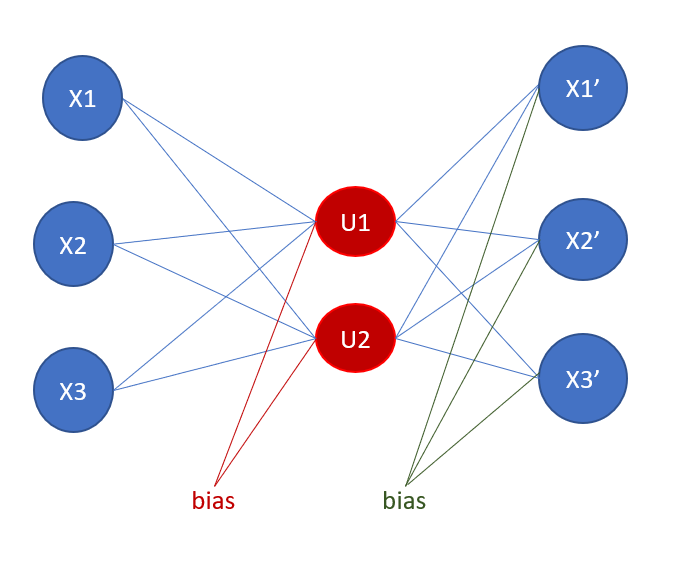 X1
X2
X3
U1
U2
X1’
X2’
X3’
bias
bias